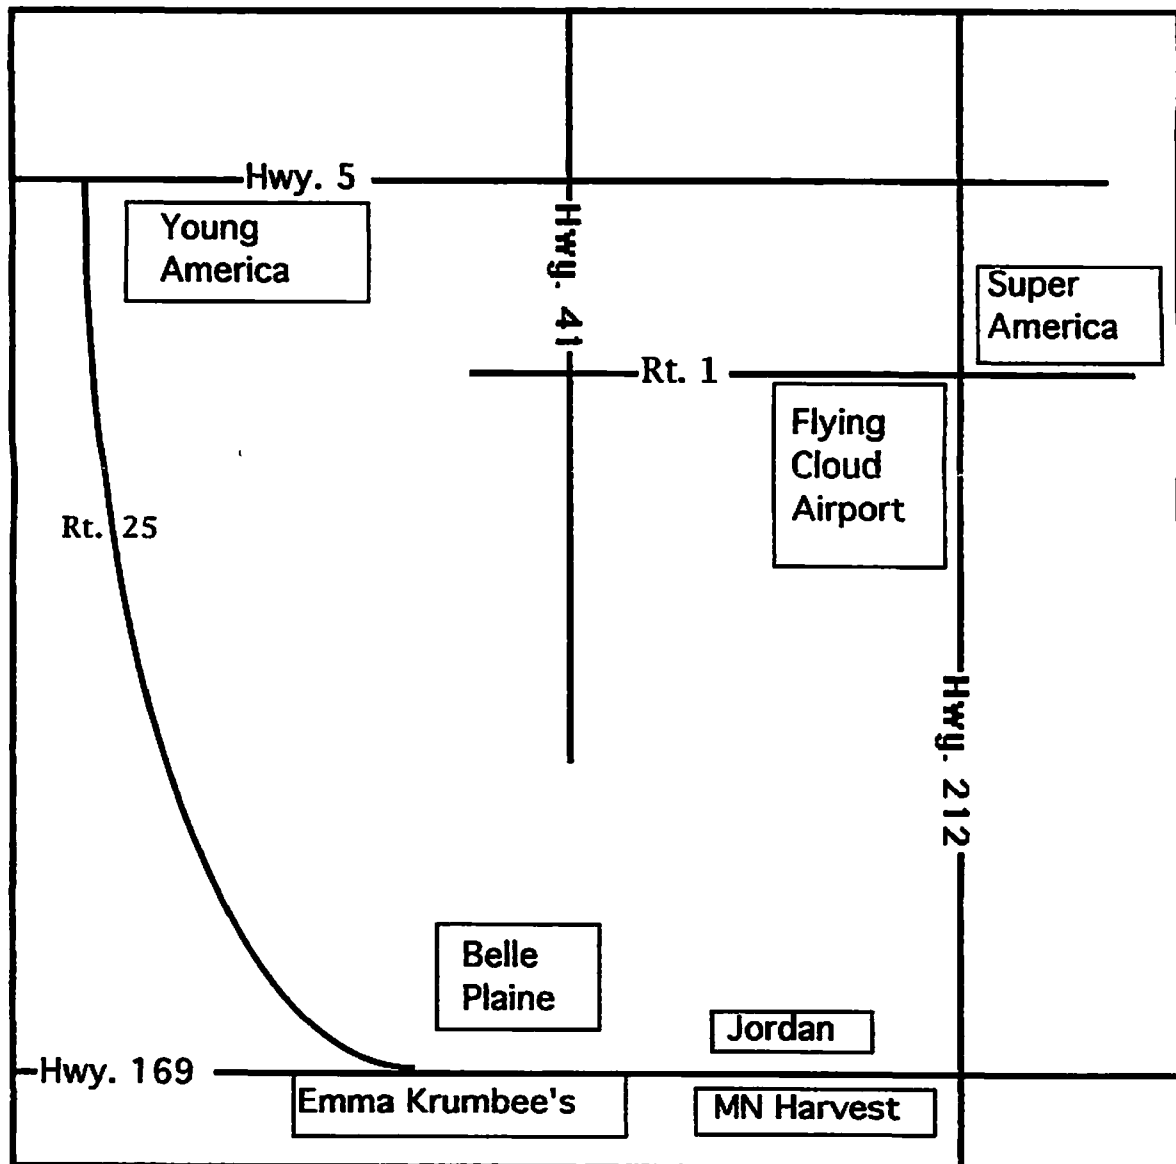 Hwy. 5
Young
America
Hwy. 41
Super
America
Rt. 1
Flying
Cloud
Airport
Rt. 25
Hwy. 212
Belle
Plaine
Jordan
Hwy. 169
Emma Krumbee's
MN Harvest